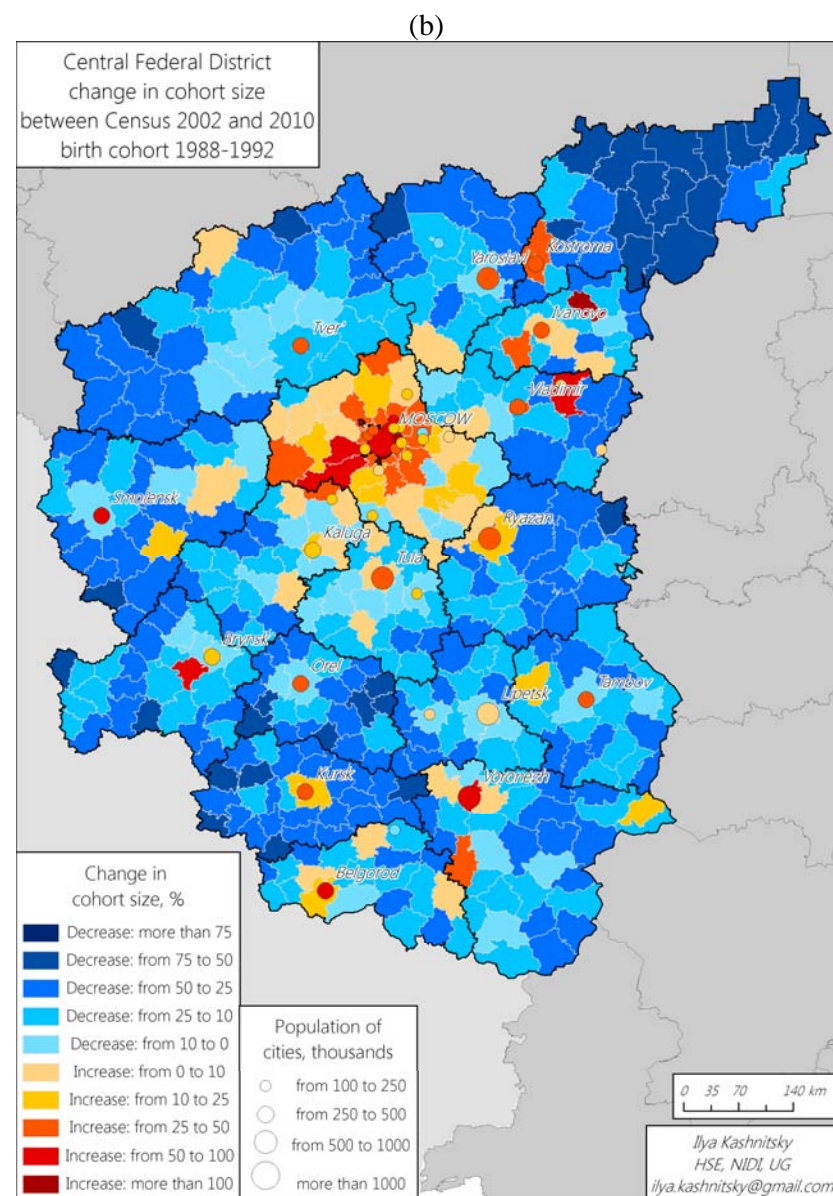 (b)
Central Federal District
change in cohort size
between Census 2002 and 2010
birth cohort 1988-1992
Kostroma
Yaroslavl
Ivanovo
Tver'
Vladimir
MOSCOW
Smolensk
Ryazan
Kaluga
Tula
Brynsk'
Orel
Lipetsk
Tambov
Kursk
Voronezh
Belgorod
Change in
cohort size, %
Decrease: more than 75
Decrease: from 75 to 50
Decrease: from 50 to 25
Decrease: from 25 to 10
Decrease: from 10 to 0
Increase: from 0 to 10
Increase: from 10 to 25
Increase: from 25 to 50
Increase: from 50 to 100
Increase: more than 100
Population of
cities, thousands
from 100 to 250
from 250 to 500
from 500 to 1000
more than 1000
0 35 70 140 km
Ilya Kashnitsky
HSE, NIDI, UG
ilya.kashnitsky@gmail.com